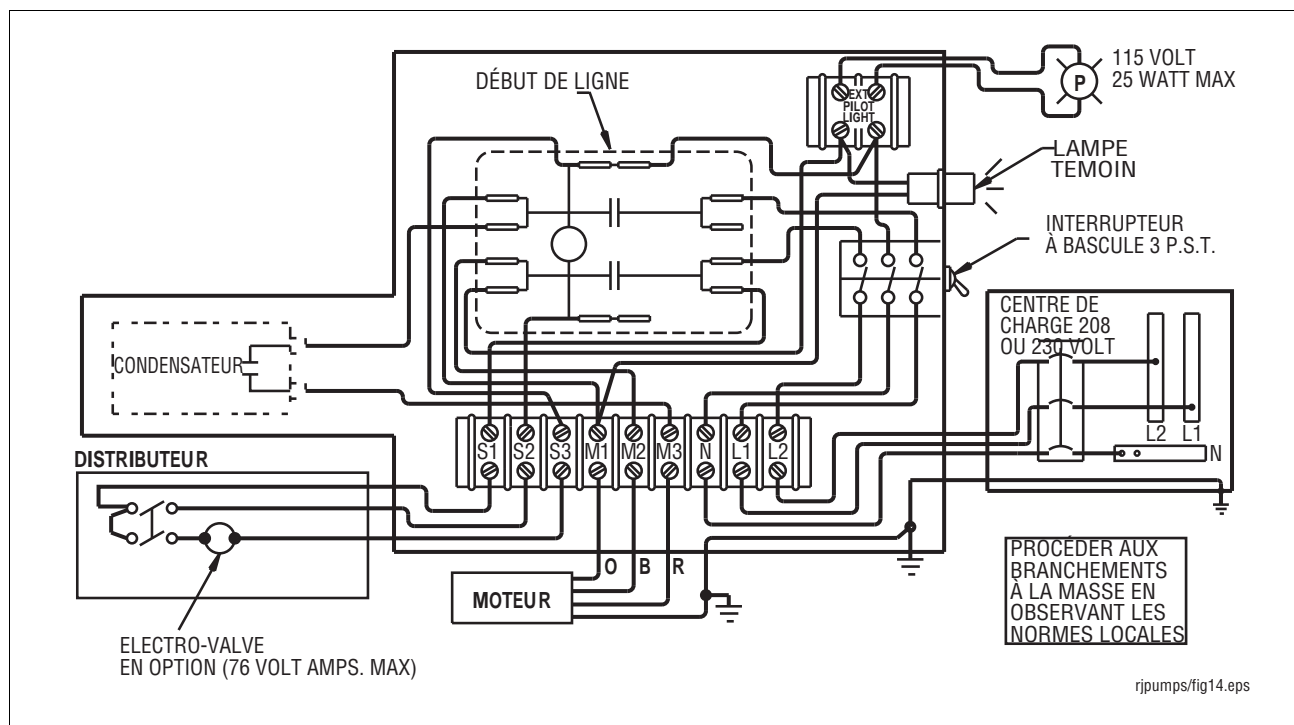 DÉBUT DE LIGNE
EXT
PILOT
LIGHT
P
115 VOLT
25 WATT MAX
LAMPE
TEMOIN
INTERRUPTEUR
À BASCULE 3 P.S.T.
CENTRE DE
CHARGE 208
OU 230 VOLT
CONDENSATEUR
L2 L1
N
S1 S2 S3 M1 M2 M3 N L1 L2
DISTRIBUTEUR
O B R
MOTEUR
PROCÉDER AUX
BRANCHEMENTS
À LA MASSE EN
OBSERVANT LES
NORMES LOCALES
ELECTRO-VALVE
EN OPTION (76 VOLT AMPS. MAX)
rjpumps/fig14.eps